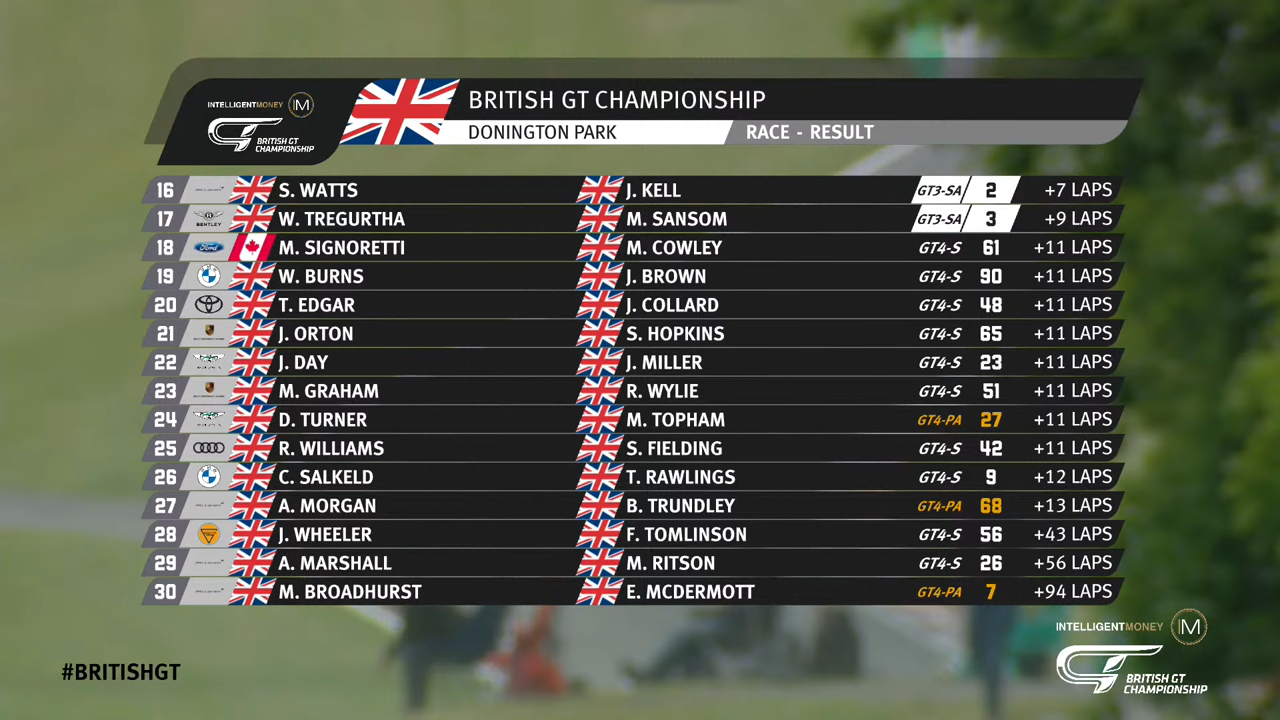 INTELLIGENTMONEY IM
BRITISH GT CHAMPIONSHIP
BRITISH GT CHAMPIONSHIP
DONINGTON PARK RACE - RESULT
16 S. WATTS J. KELL GT3-SA 2 +7 LAPS
17 BENTLEY W. TREGURTHA M. SANSOM GT3-SA 3 +9 LAPS
18 Ford M. SIGNORETTI M. COWLEY GT4-S 61 +11 LAPS
19 W. BURNS J. BROWN GT4-S 90 +11 LAPS
20 T. EDGAR J. COLLARD GT4-S 48 +11 LAPS
21 J. ORTON S. HOPKINS GT4-S 65 +11 LAPS
22 J. DAY J. MILLER GT4-S 23 +11 LAPS
23 M. GRAHAM R. WYLIE GT4-S 51 +11 LAPS
24 D. TURNER M. TOPHAM GT4-PA 27 +11 LAPS
25 R. WILLIAMS S. FIELDING GT4-S 42 +11 LAPS
26 C. SALKELD T. RAWLINGS GT4-S 9 +12 LAPS
27 A. MORGAN B. TRUNDLEY GT4-PA 68 +13 LAPS
28 J. WHEELER F. TOMLINSON GT4-S 56 +43 LAPS
29 A. MARSHALL M. RITSON GT4-S 26 +56 LAPS
30 M. BROADHURST E. MCDERMOTT GT4-PA 7 +94 LAPS
INTELLIGENTMONEY IM
#BRITISHGT
BRITISH GT
CHAMPIONSHIP